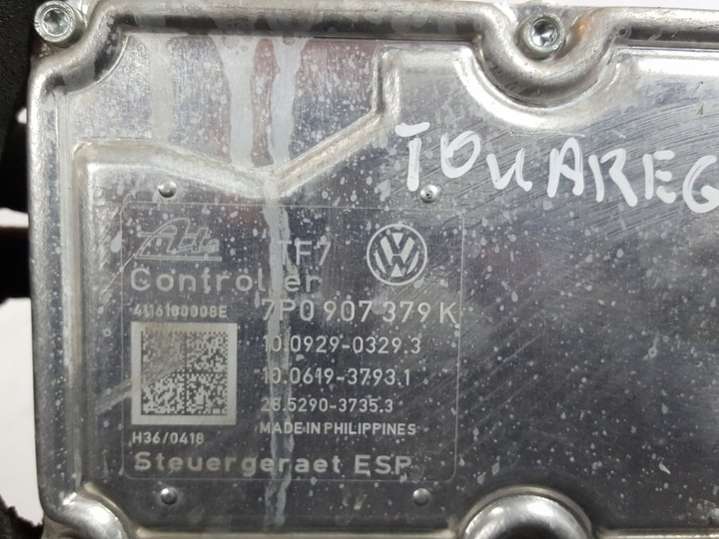 TOUAREG
Ate TF7
Controller
4116180008E 7P0 907 379 K
10.0929-0329.3
10.0619-3793.1
28.5290-3735.3
H36/0418 MADE IN PHILIPPINES
Steuergeraet ESP